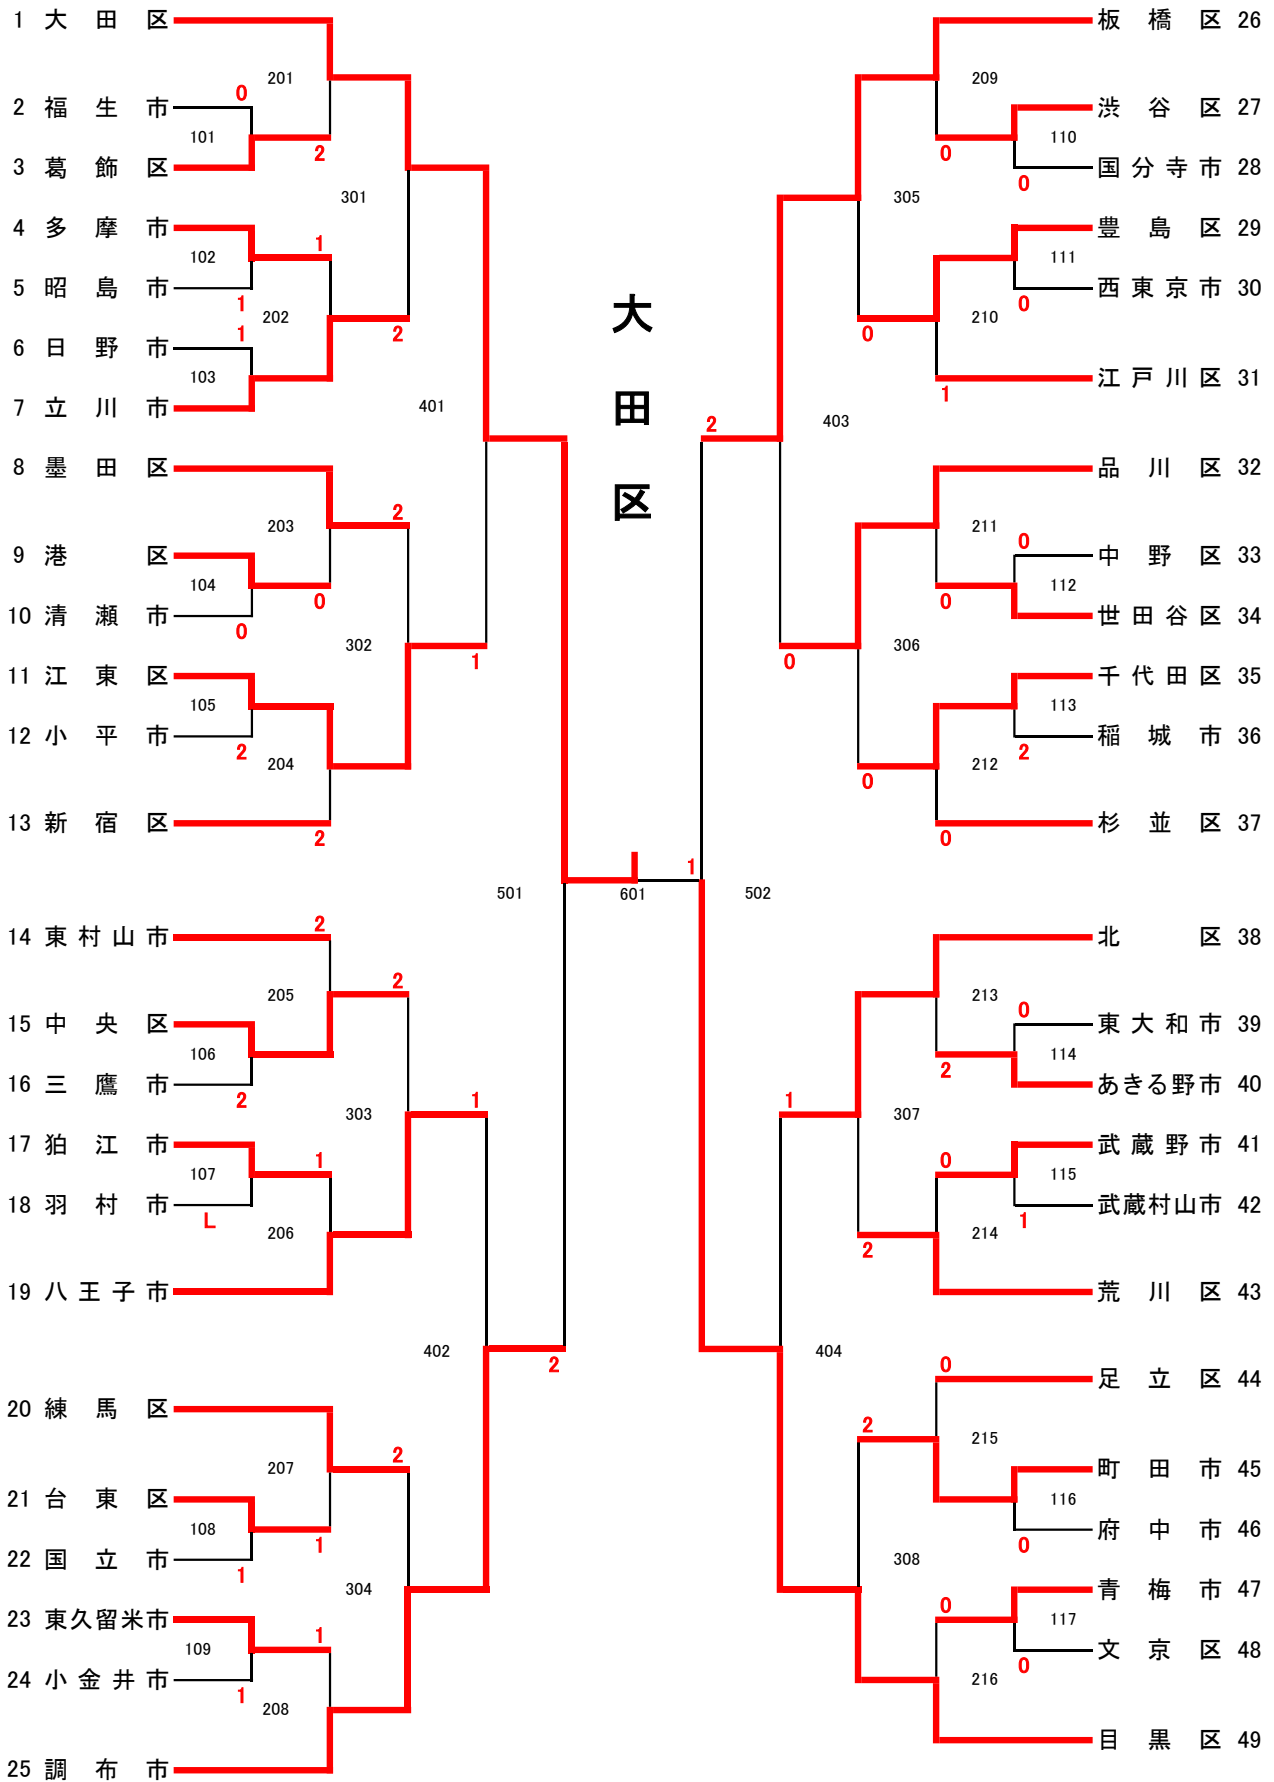 1 大田区
201
0
2 福生市
101
3 葛飾区
2
301
4 多摩市
1
102
5 昭島市
1
202
1
6 日野市
2
103
7 立川市
401
8 墨田区
2
203
9 港区
104
0
10 清瀬市
0
302
1
11 江東区
105
12 小平市
2
204
13 新宿区
2
501
14 東村山市
2
2
205
15 中央区
106
16 三鷹市
2
303
1
17 狛江市
1
107
18 羽村市
L
206
19 八王子市
402
2
20 練馬区
2
207
21 台東区
108
1
22 国立市
1
304
23 東久留米市
1
109
24 小金井市
1
208
25 調布市
大
田
区
601
1
2
板橋区 26
209
渋谷区 27
110
0
国分寺市 28
0
305
豊島区 29
111
西東京市 30
0
210
0
江戸川区 31
1
403
品川区 32
211
0
中野区 33
112
0
世田谷区 34
306
0
千代田区 35
113
稲城市 36
2
212
0
杉並区 37
0
502
北区 38
213
0
東大和市 39
114
2
あきる野市 40
1
307
武蔵野市 41
0
115
武蔵村山市 42
1
214
2
荒川区 43
404
0
足立区 44
2
215
町田市 45
116
府中市 46
0
308
青梅市 47
0
117
文京区 48
0
216
目黒区 49